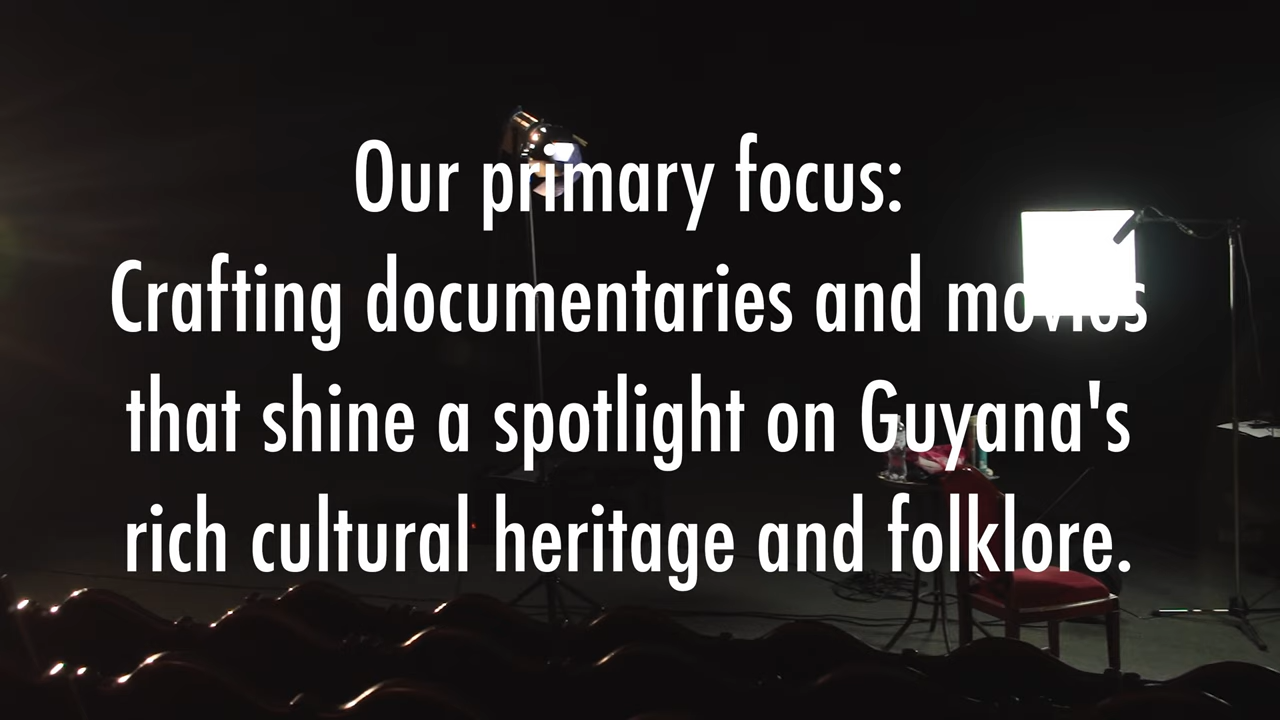 Our primary focus:
Crafting documentaries and movies
that shine a spotlight on Guyana's
rich cultural heritage and folklore.